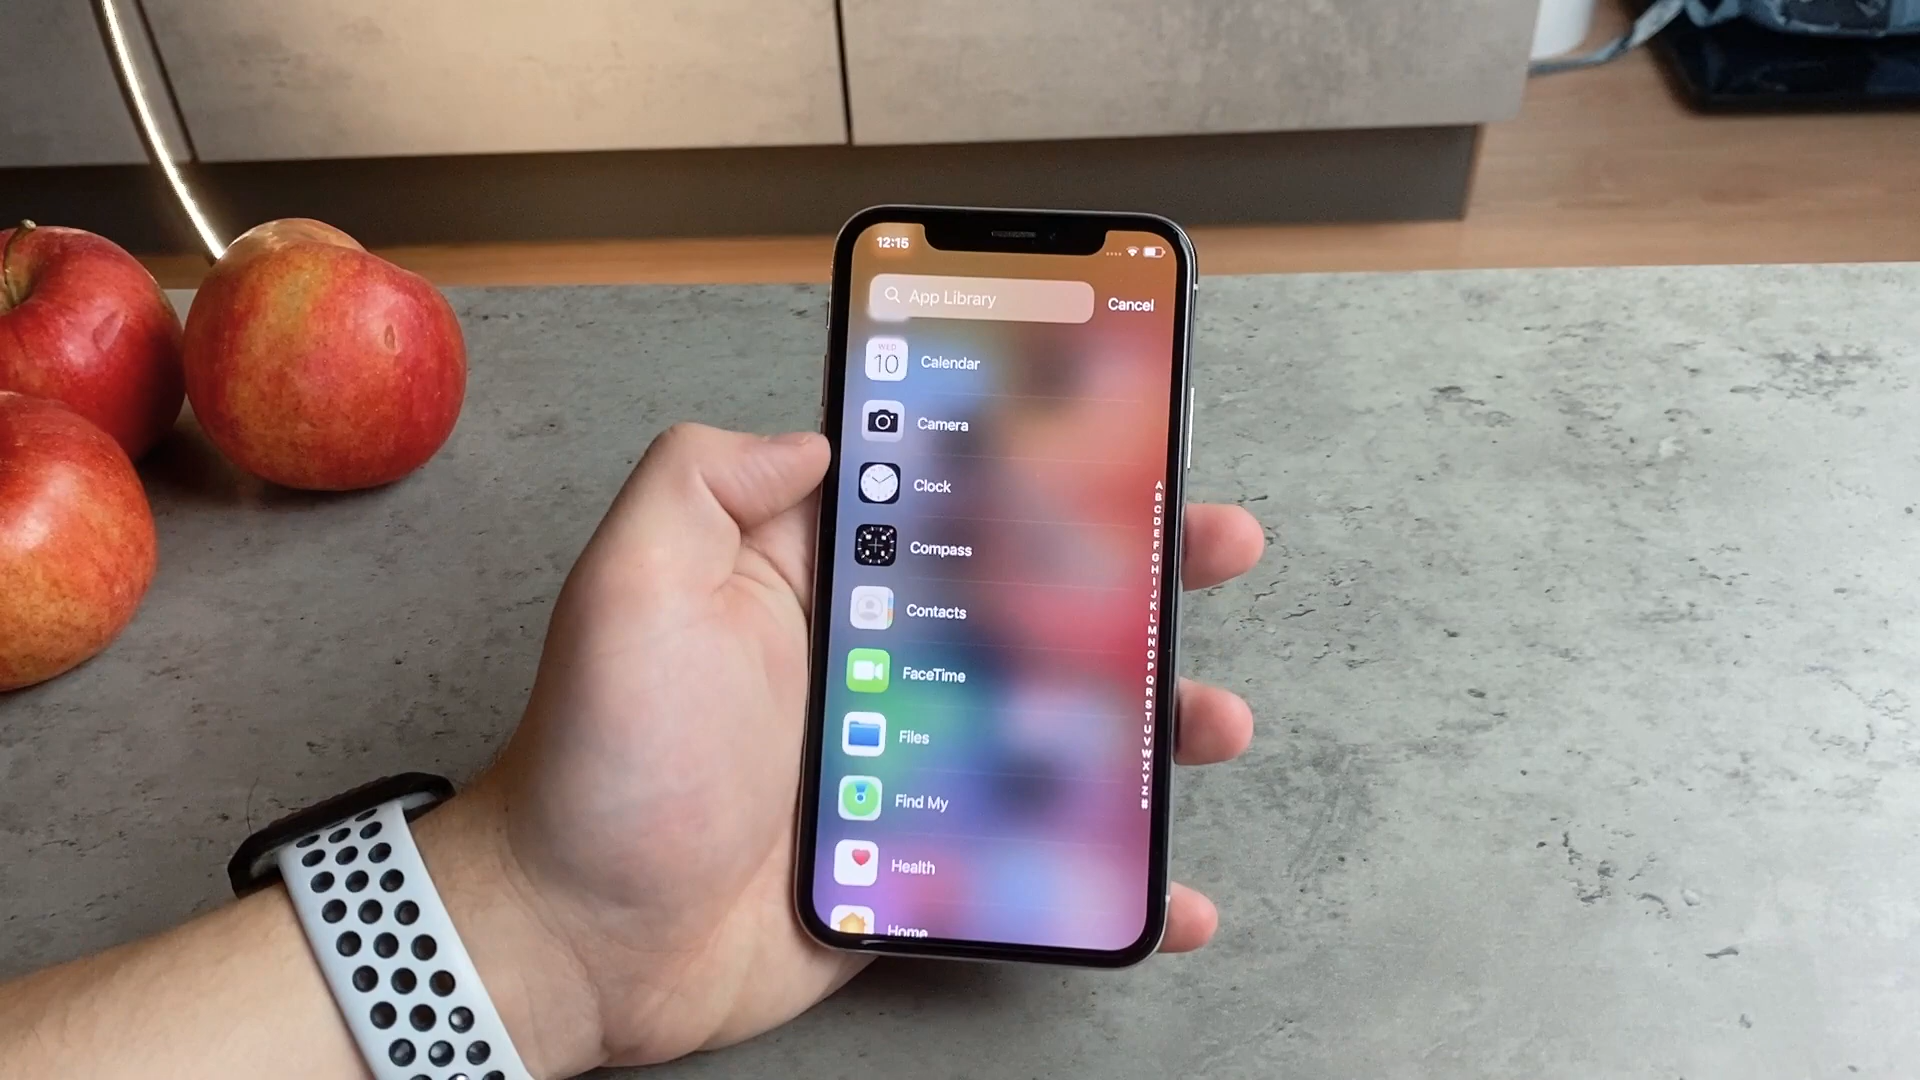 12:15
App Library
Cancel
WED
10
Calendar
Camera
Clock
Compass
Contacts
FaceTime
Files
Find My
Health
Home
A
B
C
D
E
F
G
H
I
J
K
L
M
N
O
P
Q
R
S
T
U
V
W
X
Y
Z
#